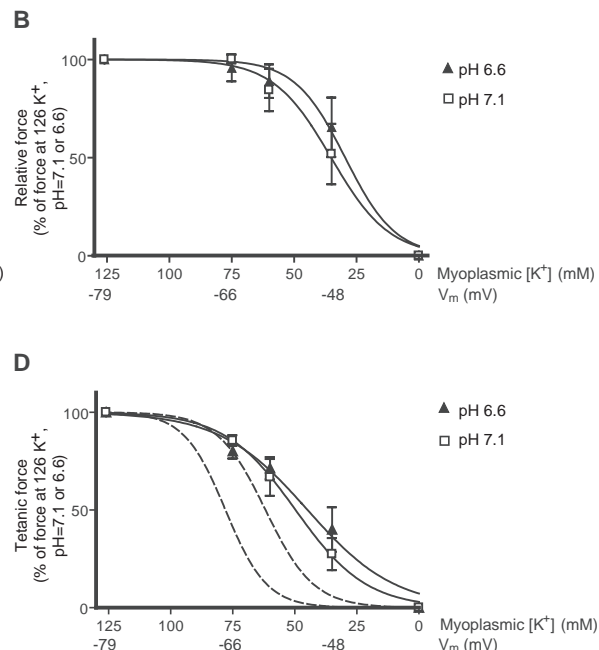 B
Relative force
(% of force at 126 K⁺,
pH=7.1 or 6.6)
100
50
0
pH 6.6
pH 7.1
125 100 75 50 25 0 Myoplasmic [K⁺] (mM)
-79 -66 -48 Vₘ (mV)
)
D
Tetanic force
(% of force at 126 K⁺,
pH=7.1 or 6.6)
100
50
0
pH 6.6
pH 7.1
125 100 75 50 25 0 Myoplasmic [K⁺] (mM)
-79 -66 -48 Vₘ (mV)